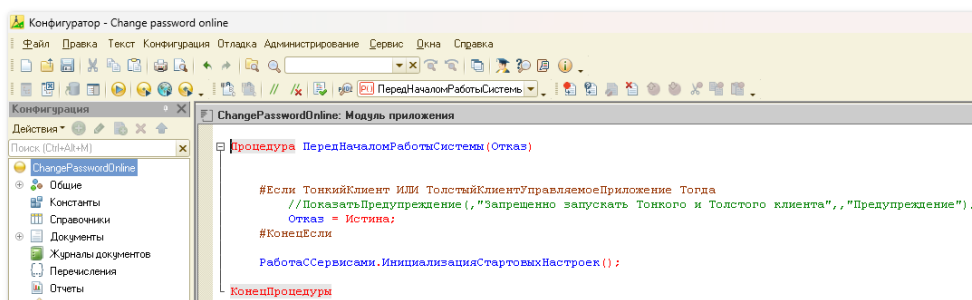 Конфигуратор - Change password online
Файл Правка Текст Конфигурация Отладка Администрирование Сервис Окна Справка
ПередНачаломРаботыСистемы
Конфигурация
ChangePasswordOnline: Модуль приложения
Действия
Поиск (Ctrl+Alt+M)
Процедура ПередНачаломРаботыСистемы(Отказ)
ChangePasswordOnline
Общие
#Если ТонкийКлиент ИЛИ ТолстыйКлиентУправляемоеПриложение Тогда
Константы
//ПоказатьПредупреждение(,"Запрещенно запускать Тонкого и Толстого клиента",,"Предупреждение")
Справочники
Отказ = Истина;
Документы
#КонецЕсли
Журналы документов
РаботаССервисами.ИнициализацияСтартовыхНастроек();
Перечисления
Отчеты
КонецПроцедуры